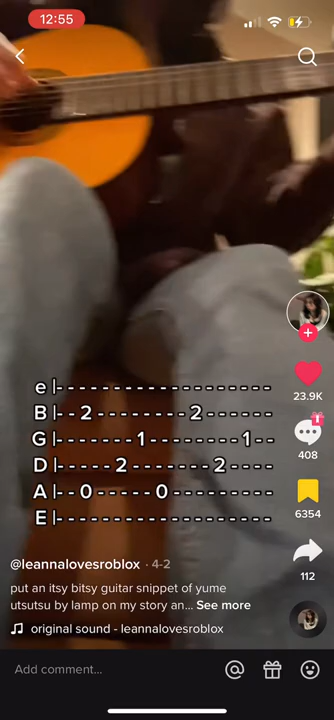 12:55
e|- - - - - - - - - - - - - - - - - - - - - - - -
B|- - 2 - - - - - - - - - - 2 - - - - - -
G|- - - - - - - - 1 - - - - - - - - - - 1 - -
D|- - - - - 2 - - - - - - - - - 2 - - - -
A|- - 0 - - - - - - 0 - - - - - - - - - -
E|- - - - - - - - - - - - - - - - - - - - - - - -
23.9K
408
6354
112
@leannalovesroblox · 4-2
put an itsy bitsy guitar snippet of yume
utsutsu by lamp on my story an... See more
original sound - leannalovesroblox
Add comment...